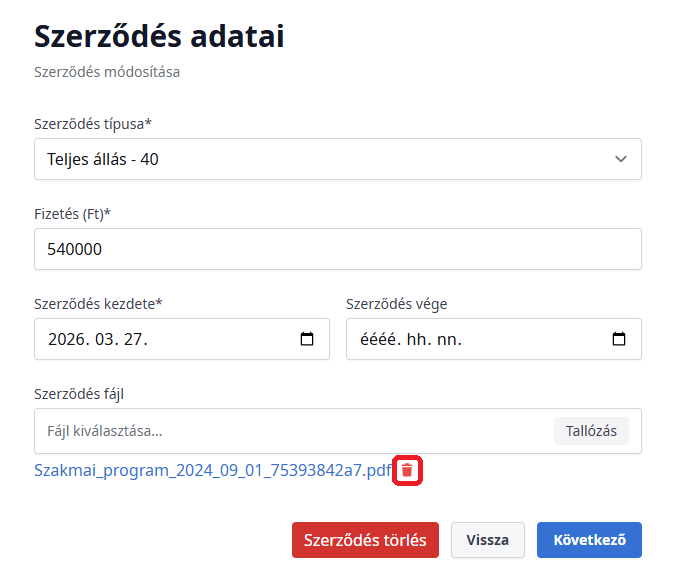 Szerződés adatai
Szerződés módosítása
Szerződés típusa*
Teljes állás - 40
Fizetés (Ft)*
540000
Szerződés kezdete*
Szerződés vége
2026. 03. 27.
éééé. hh. nn.
Szerződés fájl
Fájl kiválasztása...
Tallózás
Szakmai_program_2024_09_01_75393842a7.pdf
Szerződés törlés
Vissza
Következő